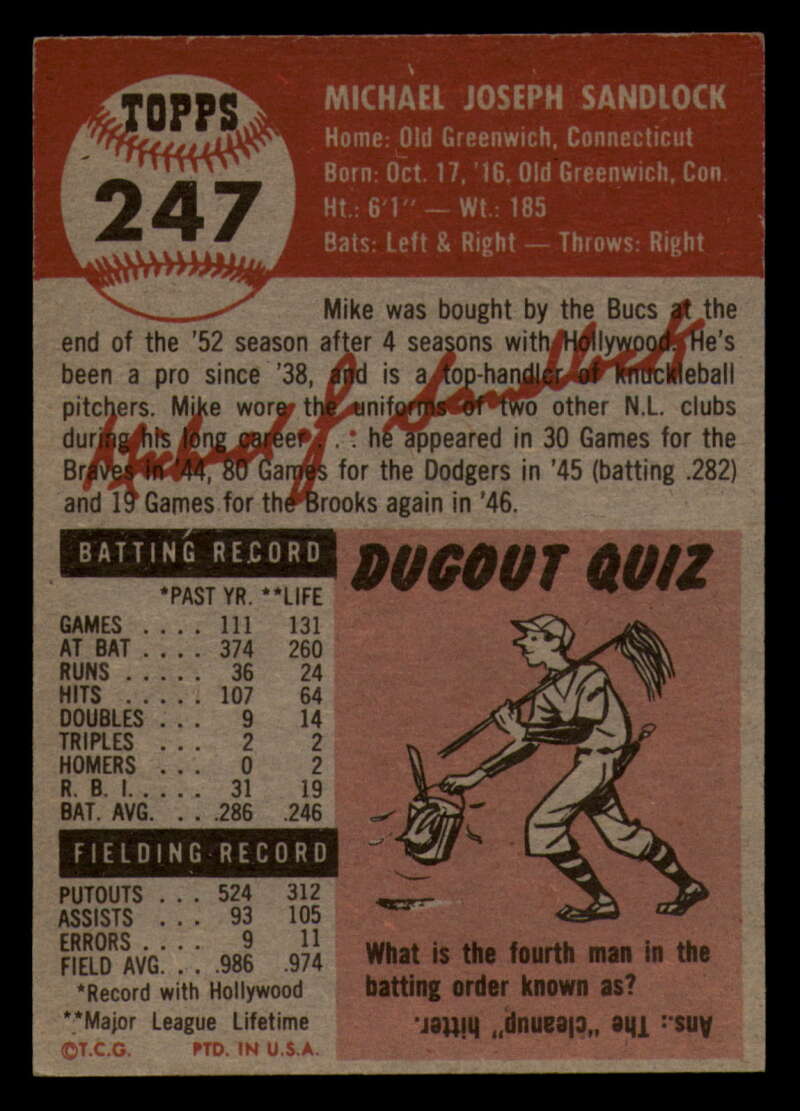 TOPPS
247
MICHAEL JOSEPH SANDLOCK
Home: Old Greenwich, Connecticut
Born: Oct. 17, '16, Old Greenwich, Con.
Ht.: 6'1" — Wt.: 185
Bats: Left & Right — Throws: Right
Mike was bought by the Bucs at the
end of the '52 season after 4 seasons with Hollywood. He's
been a pro since '38, and is a top-handler of knuckleball
pitchers. Mike wore the uniforms of two other N.L. clubs
during his long career . . : he appeared in 30 Games for the
Braves in '44, 80 Games for the Dodgers in '45 (batting .282)
and 19 Games for the Brooks again in '46.
Michael J. Sandlock
BATTING RECORD
*PAST YR. **LIFE
GAMES . . . . 111 131
AT BAT . . . . 374 260
RUNS . . . . . 36 24
HITS . . . . . 107 64
DOUBLES . . . 9 14
TRIPLES . . . 2 2
HOMERS . . . 0 2
R. B. I. . . . . 31 19
BAT. AVG. . . .286 .246
FIELDING RECORD
PUTOUTS . . . 524 312
ASSISTS . . . 93 105
ERRORS . . . . 9 11
FIELD AVG. . . .986 .974
*Record with Hollywood
**Major League Lifetime
©T.C.G. PTD. IN U.S.A.
DUGOUT QUIZ
What is the fourth man in the
batting order known as?
Ans.: The "cleanup" hitter.